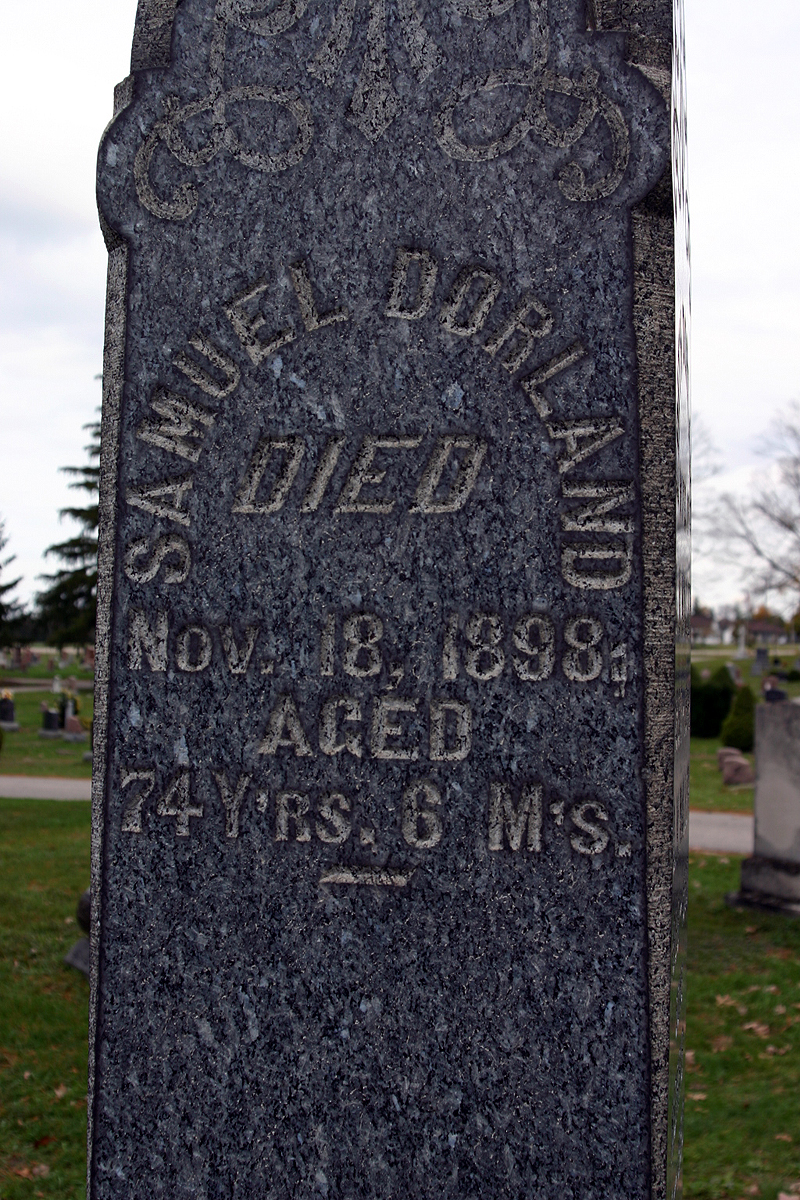 SAMUEL DORLAND
DIED
Nov. 18, 1898;
AGED
74 Y'RS. 6 M'S.